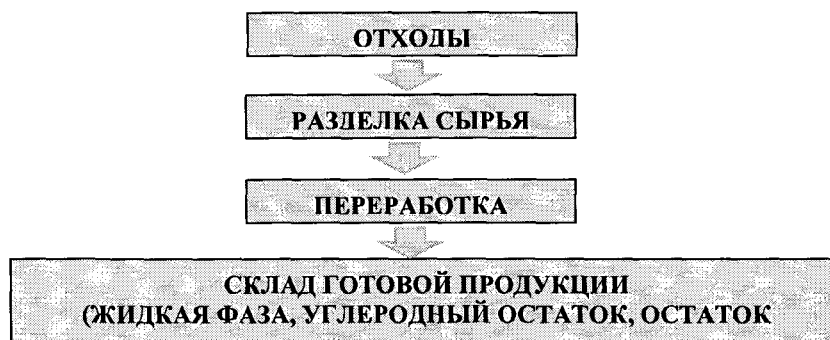 ОТХОДЫ
РАЗДЕЛКА СЫРЬЯ
ПЕРЕРАБОТКА
СКЛАД ГОТОВОЙ ПРОДУКЦИИ
(ЖИДКАЯ ФАЗА, УГЛЕРОДНЫЙ ОСТАТОК, ОСТАТОК